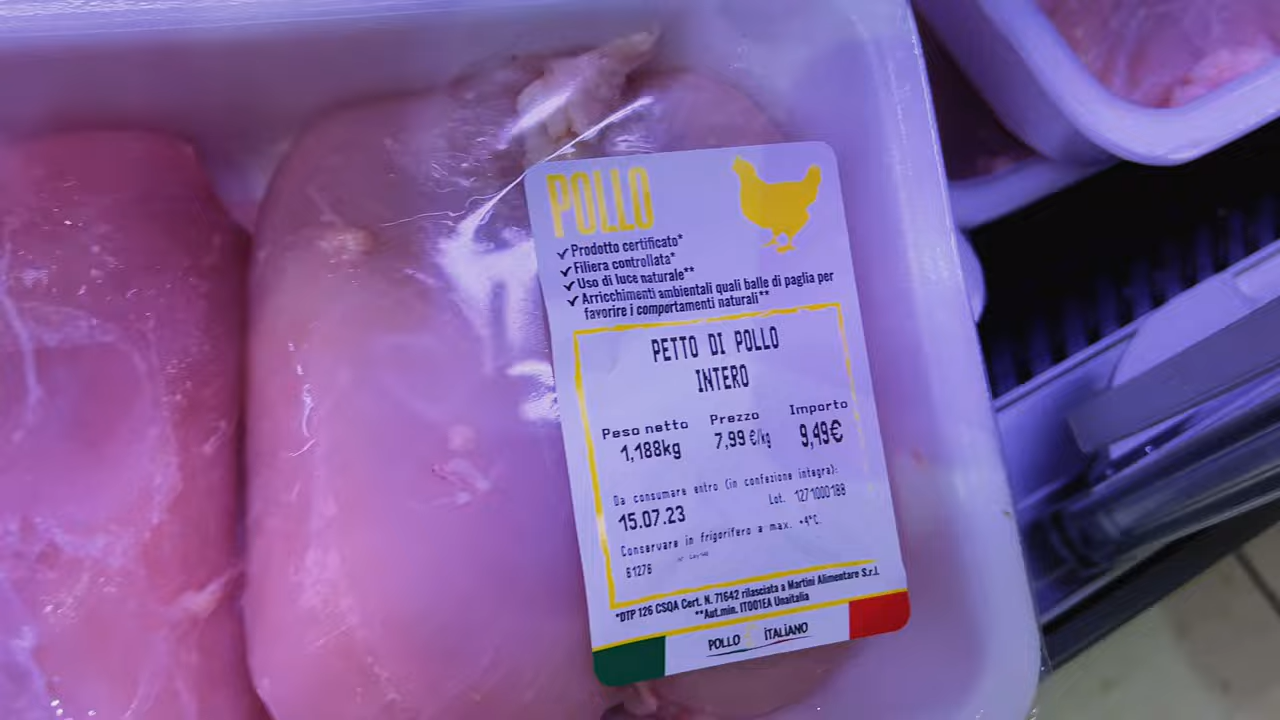 POLLO
✓ Prodotto certificato*
✓ Filiera controllata*
✓ Uso di luce naturale**
✓ Arricchimenti ambientali quali balle di paglia per
favorire i comportamenti naturali**
PETTO DI POLLO
INTERO
Peso netto Prezzo Importo
1,188kg 7,99 €/kg 9,49€
Da consumare entro (in confezione integra):
15.07.23 Lot. 1271000188
Conservare in frigorifero a max. +4°C.
61276
*DTP 126 CSQA Cert. N. 71642 rilasciata a Martini Alimentare S.r.l.
**Aut.min. IT001EA Unaitalia
POLLO ITALIANO